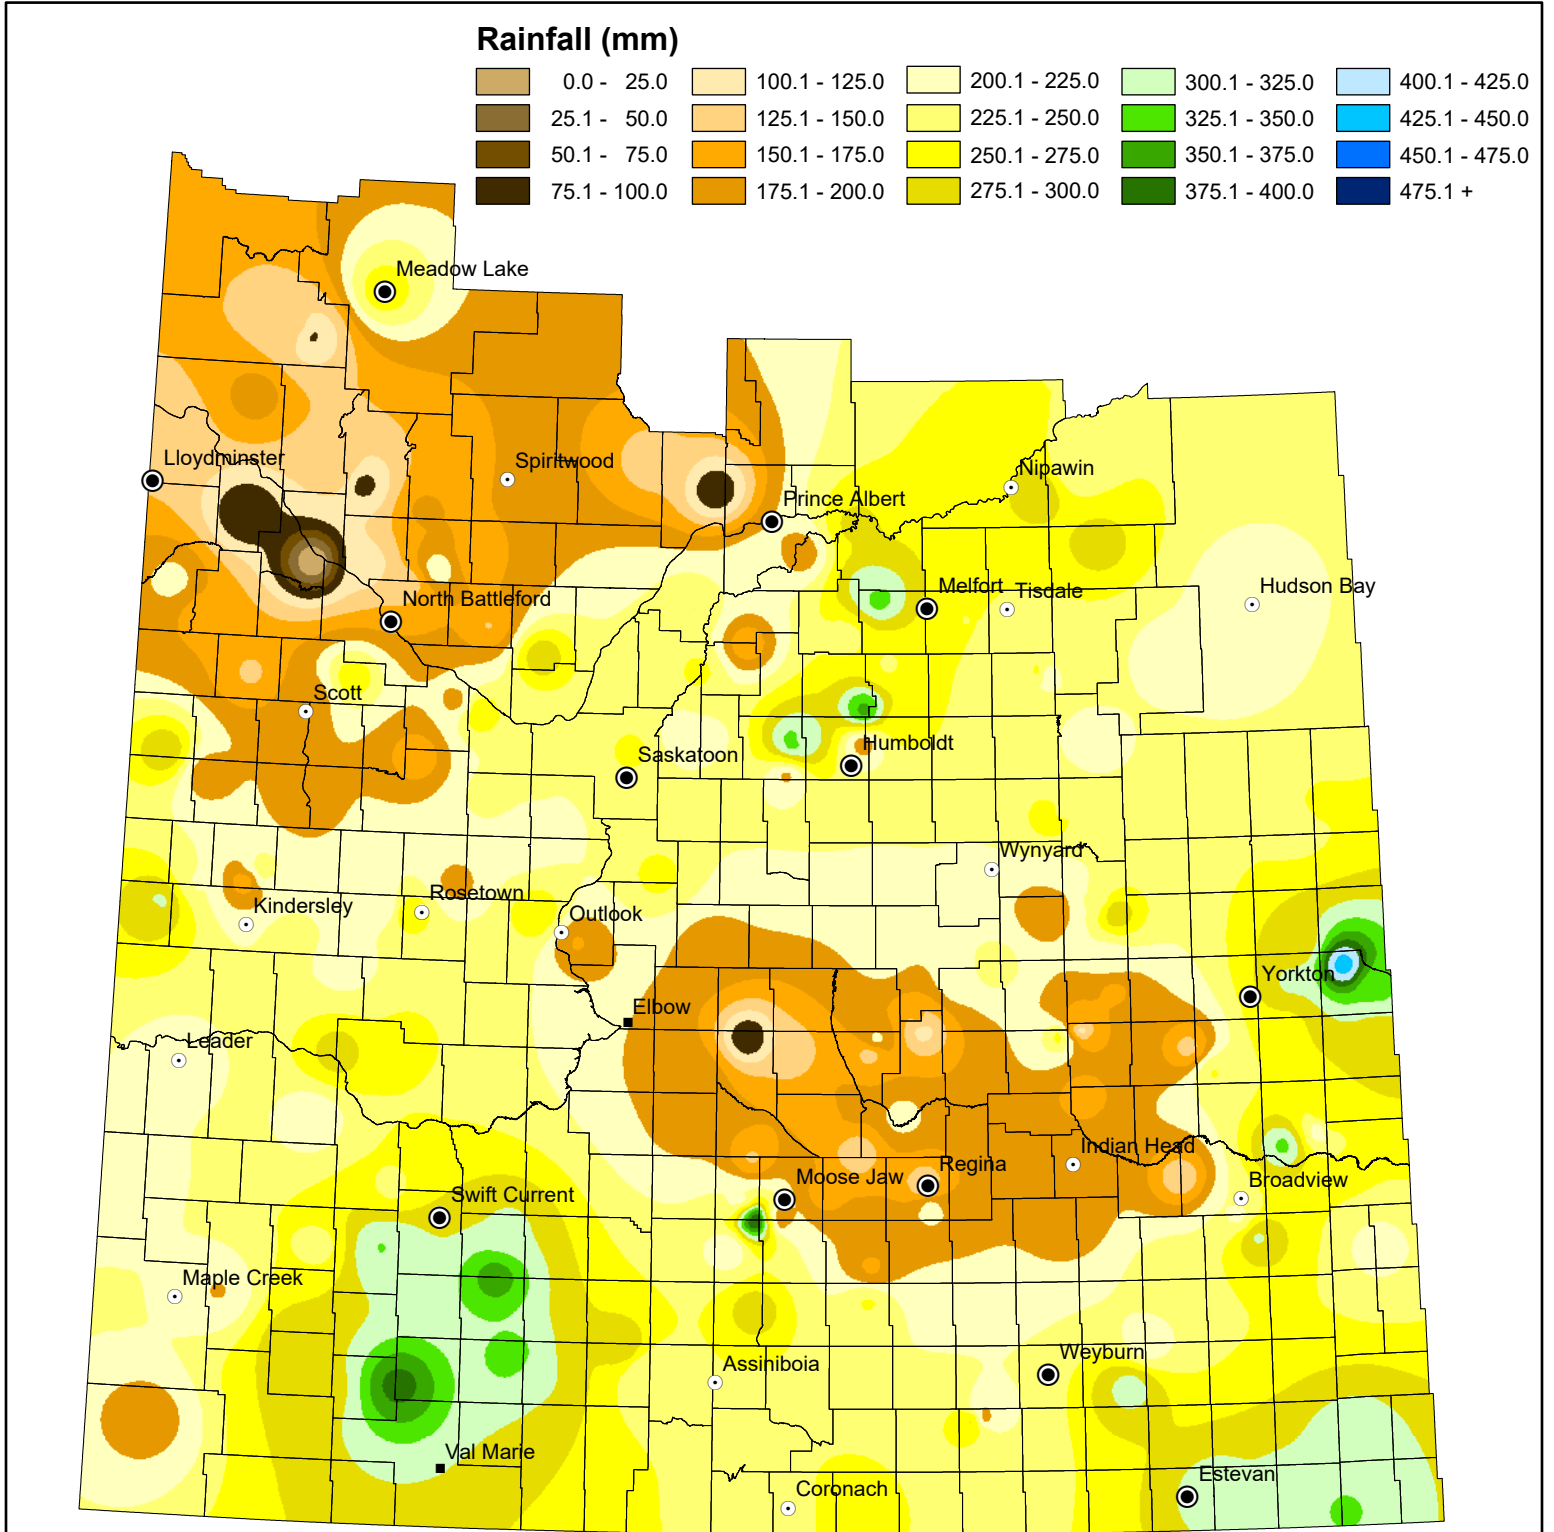 Rainfall (mm)
0.0 - 25.0 100.1 - 125.0 200.1 - 225.0 300.1 - 325.0 400.1 - 425.0
25.1 - 50.0 125.1 - 150.0 225.1 - 250.0 325.1 - 350.0 425.1 - 450.0
50.1 - 75.0 150.1 - 175.0 250.1 - 275.0 350.1 - 375.0 450.1 - 475.0
75.1 - 100.0 175.1 - 200.0 275.1 - 300.0 375.1 - 400.0 475.1 +
Meadow Lake
Lloydminster
Spiritwood
Nipawin
Prince Albert
North Battleford
Melfort
Tisdale
Hudson Bay
Scott
Saskatoon
Humboldt
Wynyard
Kindersley
Rosetown
Outlook
Yorkton
Elbow
Leader
Indian Head
Swift Current
Moose Jaw
Regina
Broadview
Maple Creek
Assiniboia
Weyburn
Val Marie
Coronach
Estevan